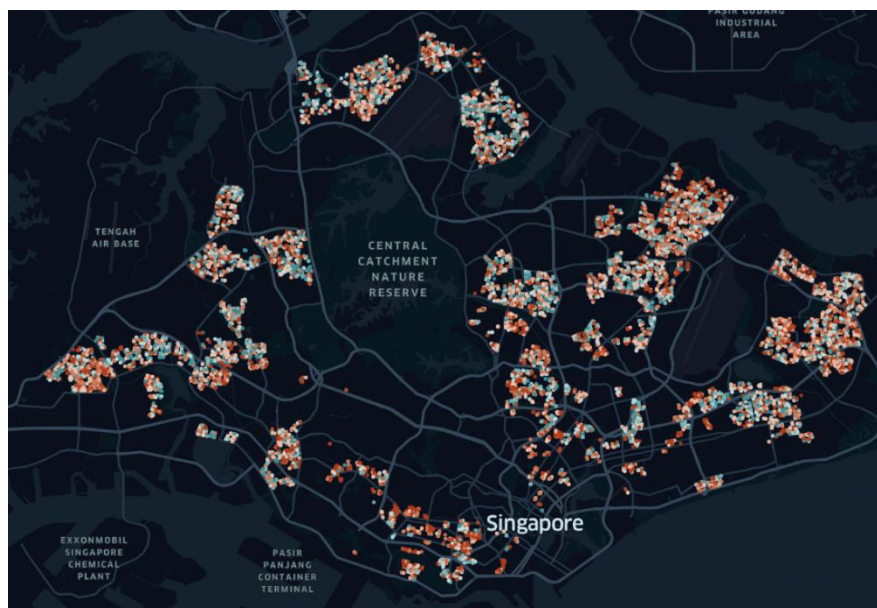 PASIR GUDANG
INDUSTRIAL
AREA
TENGAH
AIR BASE
CENTRAL
CATCHMENT
NATURE
RESERVE
Singapore
EXXONMOBIL
SINGAPORE
CHEMICAL
PLANT
PASIR
PANJANG
CONTAINER
TERMINAL